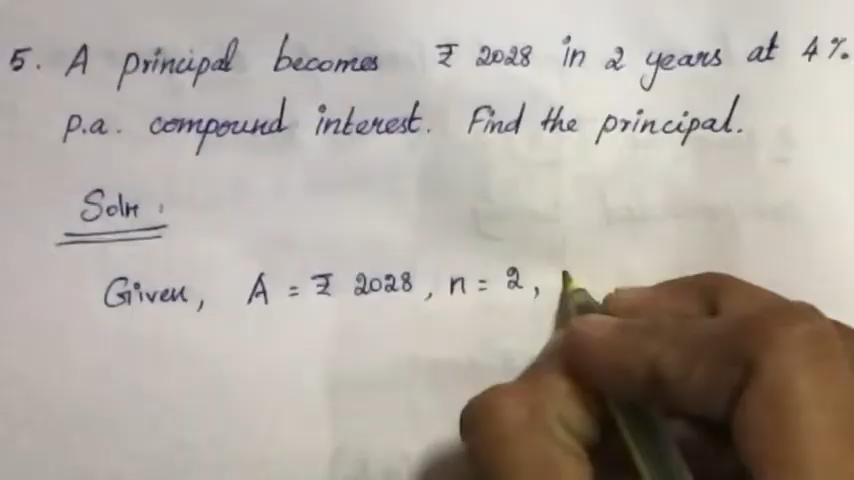 5. A principal becomes ₹ 2028 in 2 years at 4%
p.a. compound interest. Find the principal.
Soln.
Given, A = ₹ 2028, n = 2,